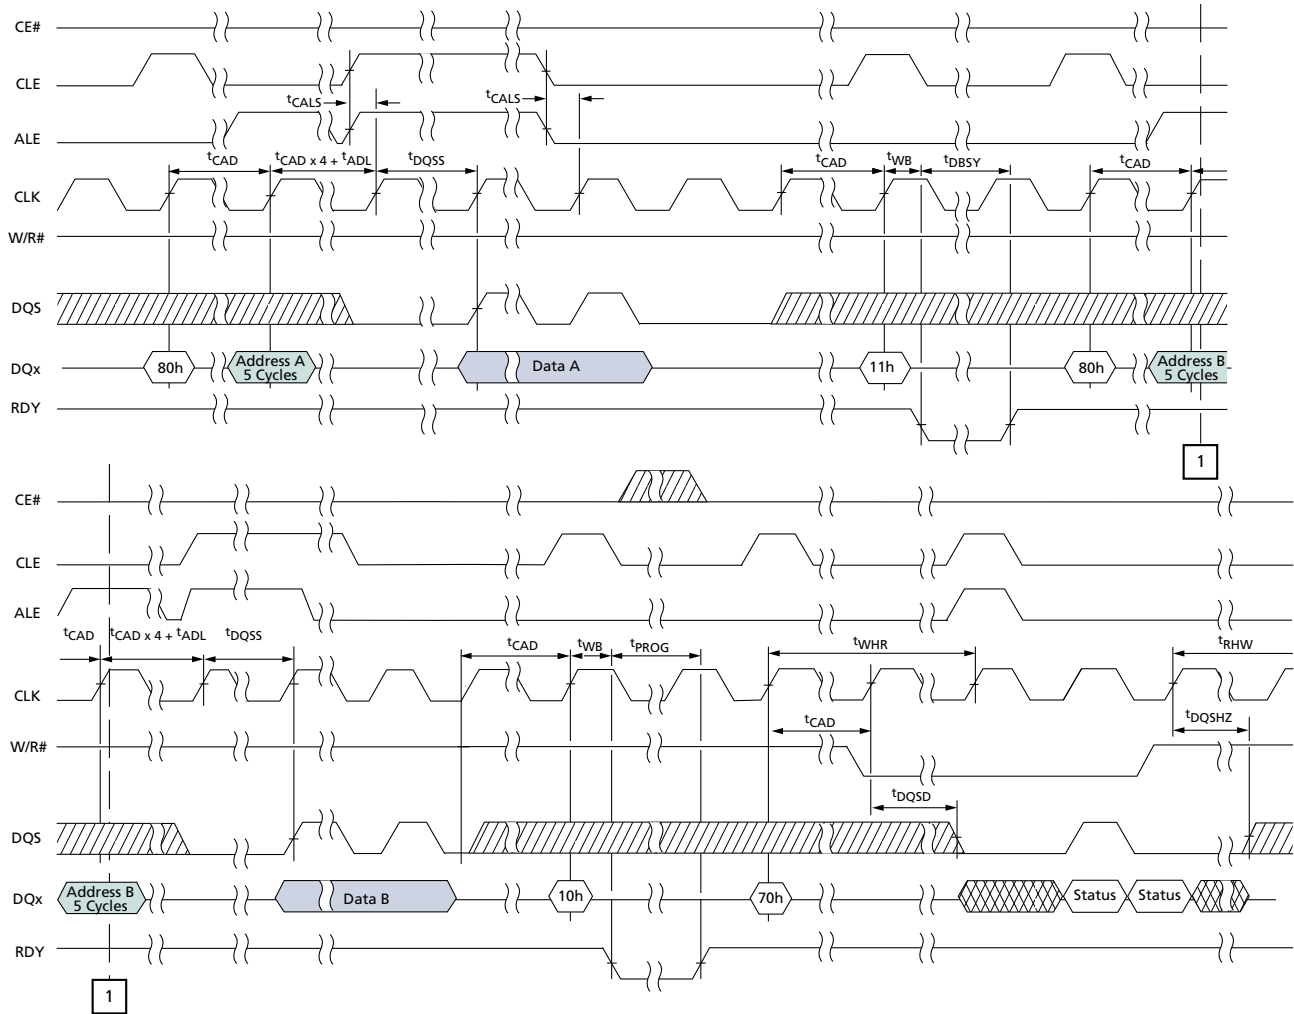 CE#
CLE
tCALS
tCALS
ALE
tCAD
tCAD x 4 + tADL
tDQSS
tCAD
tWB
tDBSY
tCAD
CLK
W/R#
DQS
DQx
80h
Address A
5 Cycles
Data A
11h
80h
Address B
5 Cycles
RDY
1
CE#
CLE
ALE
tCAD
tCAD x 4 + tADL
tDQSS
tCAD
tWB
tPROG
tWHR
tRHW
CLK
tCAD
tDQSHZ
W/R#
tDQSD
DQS
DQx
Address B
5 Cycles
Data B
10h
70h
Status
Status
RDY
1